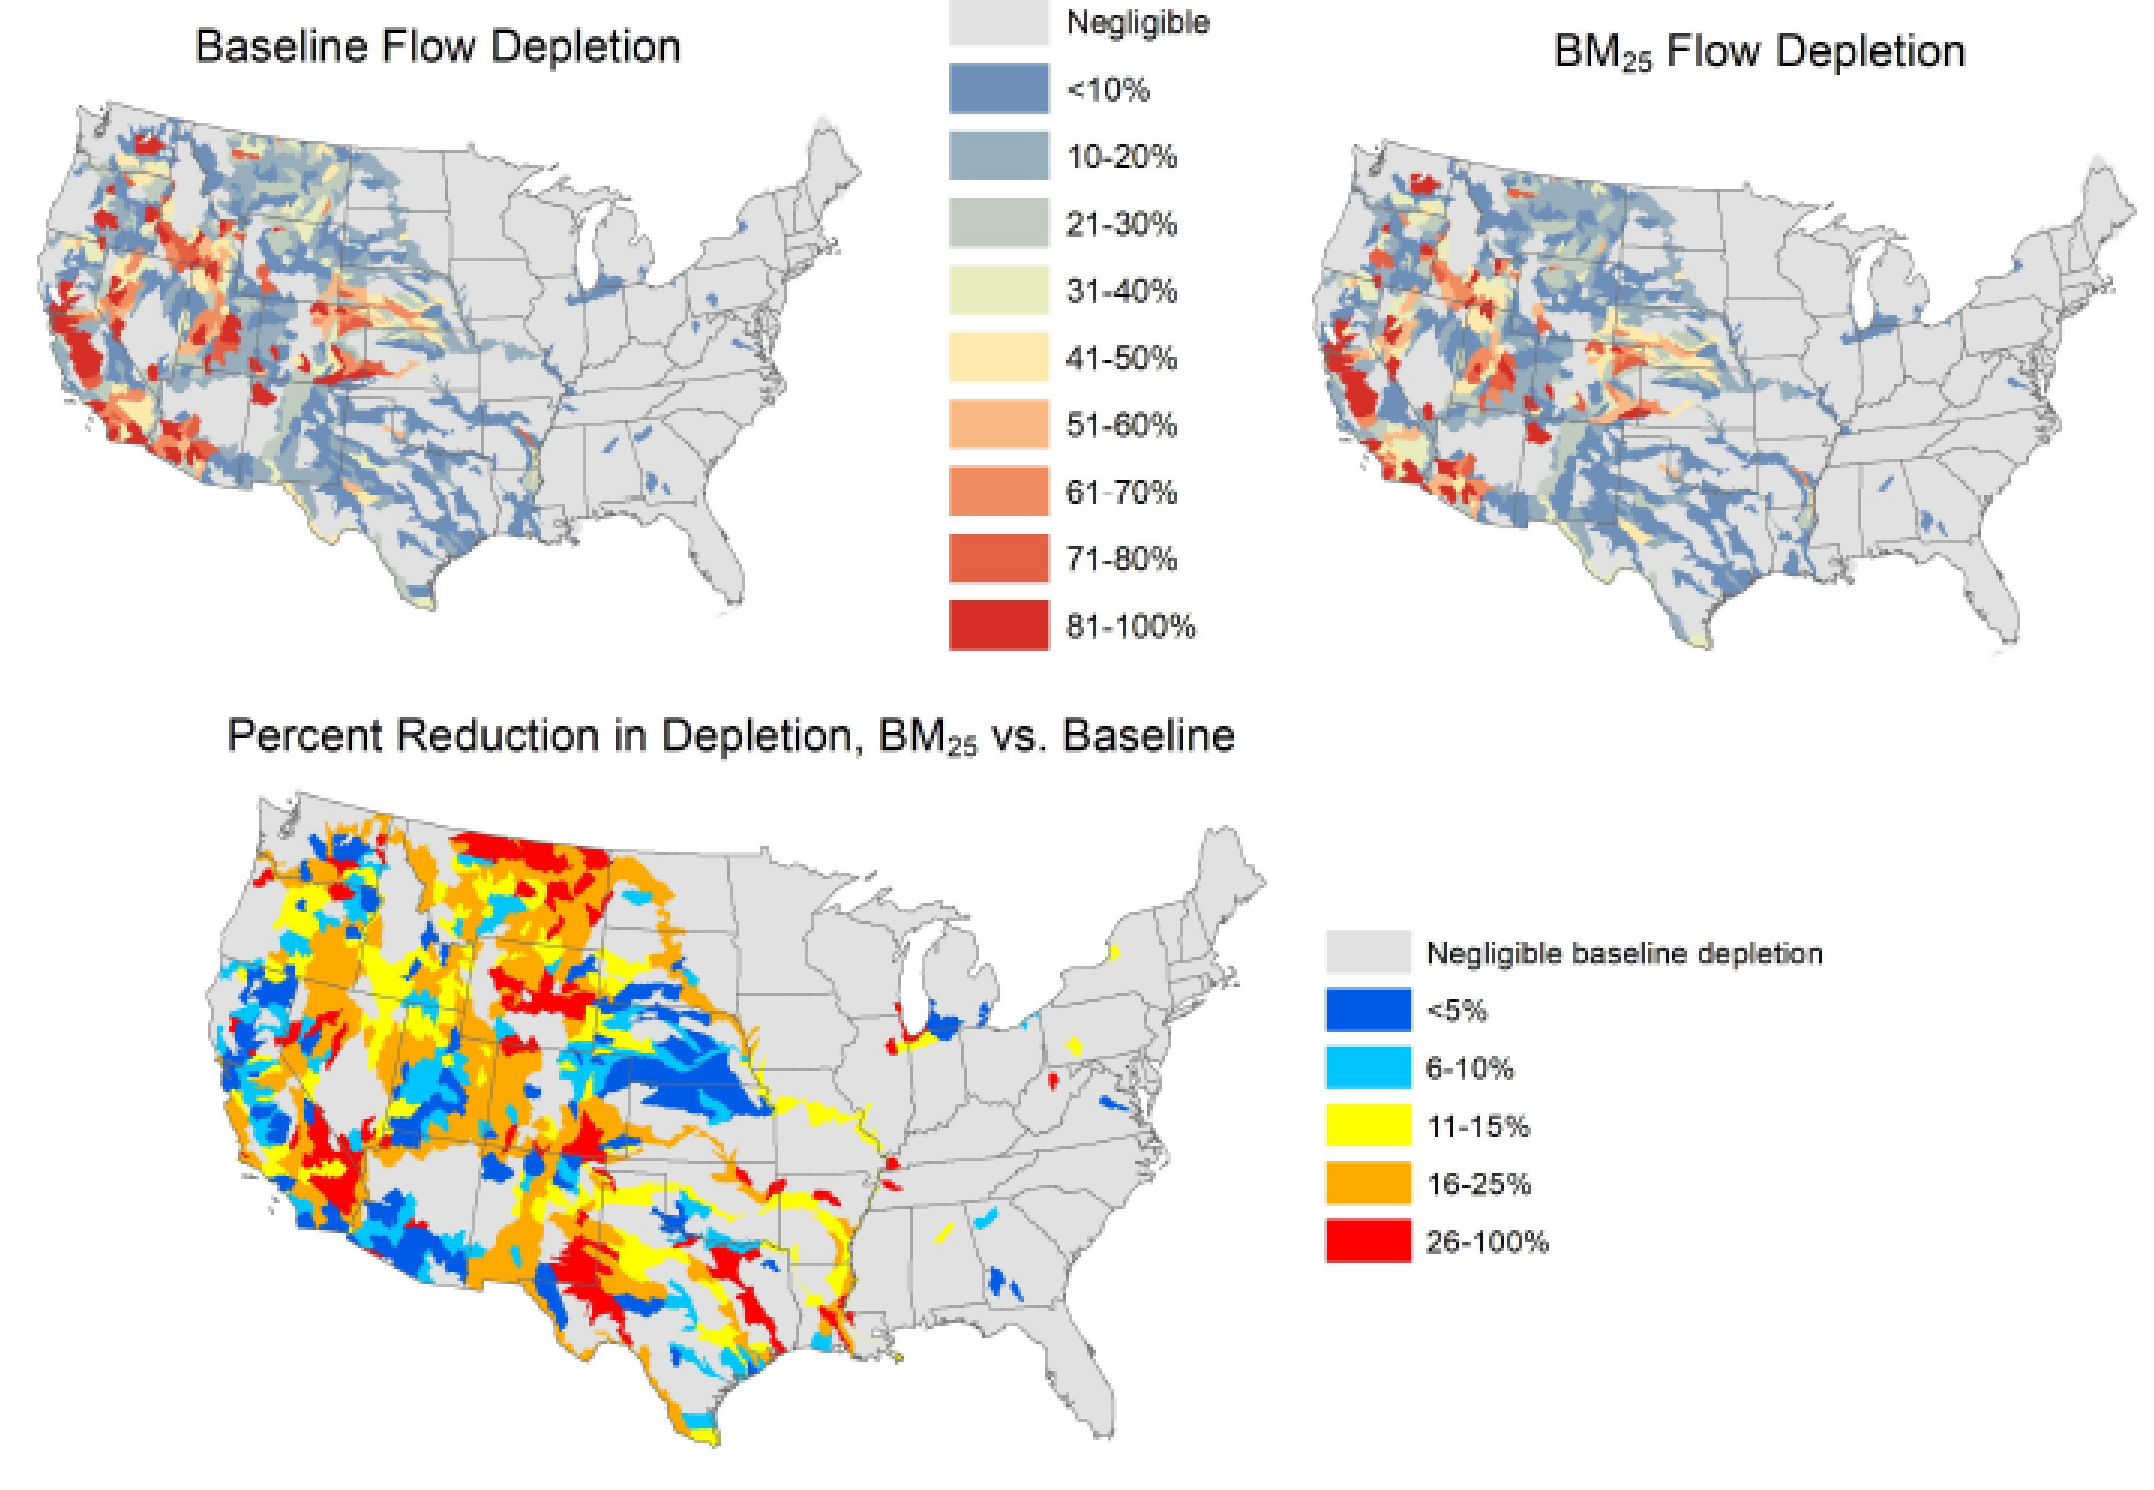 Baseline Flow Depletion
Negligible
<10%
10-20%
21-30%
31-40%
41-50%
51-60%
61-70%
71-80%
81-100%
BM₂₅ Flow Depletion
Percent Reduction in Depletion, BM₂₅ vs. Baseline
Negligible baseline depletion
<5%
6-10%
11-15%
16-25%
26-100%